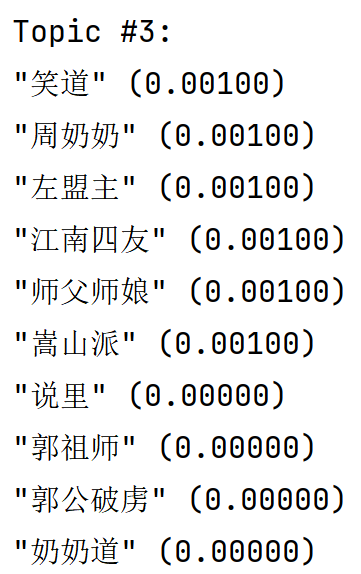 Topic #3:
"笑道" (0.00100)
"周奶奶" (0.00100)
"左盟主" (0.00100)
"江南四友" (0.00100)
"师父师娘" (0.00100)
"嵩山派" (0.00100)
"说里" (0.00000)
"郭祖师" (0.00000)
"郭公破虏" (0.00000)
"奶奶道" (0.00000)